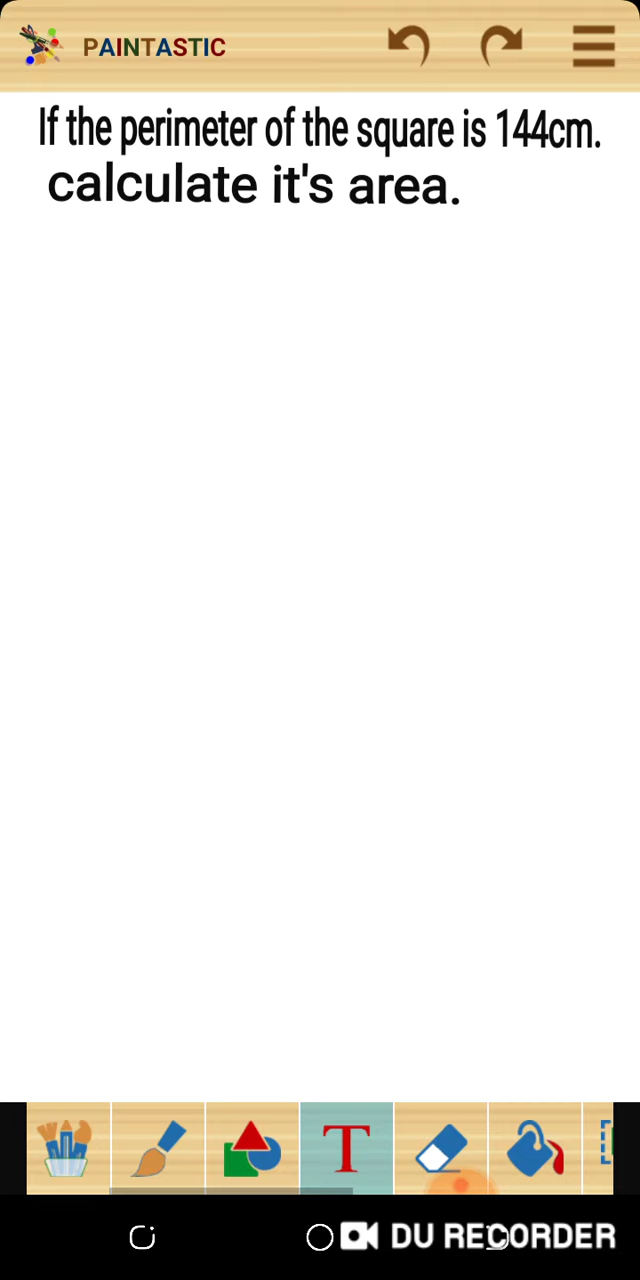 PAINTASTIC
If the perimeter of the square is 144cm.
calculate it's area.
T
DU RECORDER